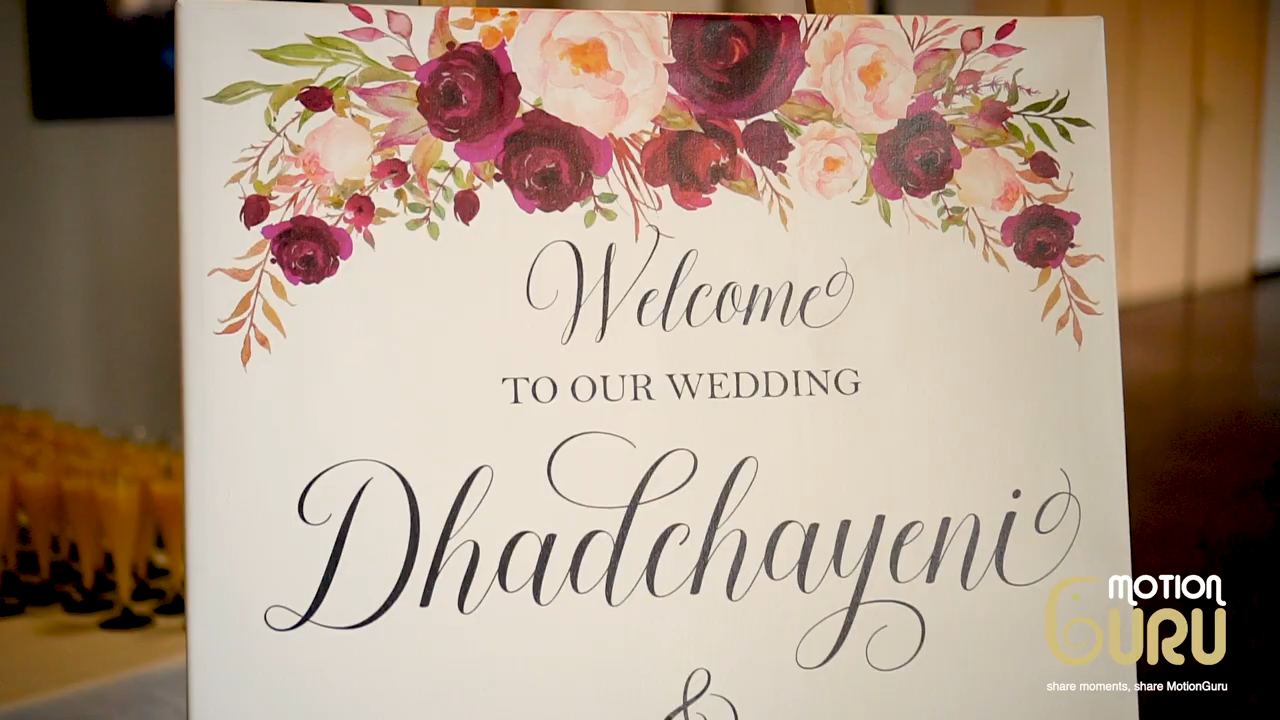 Welcome
TO OUR WEDDING
Dhadchayeni
&
MOTION
GURU
share moments, share MotionGuru